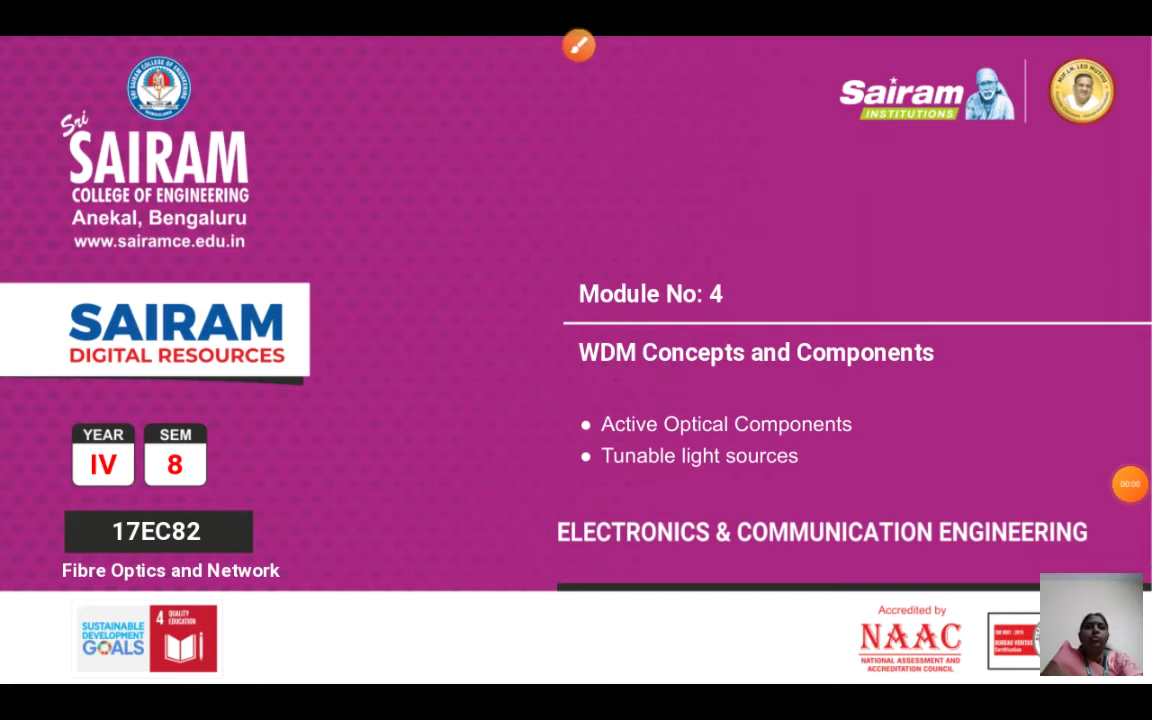 Sri
SAIRAM
COLLEGE OF ENGINEERING
Anekal, Bengaluru
www.sairamce.edu.in
Sairam
INSTITUTIONS
SAIRAM
DIGITAL RESOURCES
Module No: 4
WDM Concepts and Components
● Active Optical Components
● Tunable light sources
YEAR SEM
IV 8
00:00
17EC82
ELECTRONICS & COMMUNICATION ENGINEERING
Fibre Optics and Network
SUSTAINABLE
DEVELOPMENT
GOALS
4 QUALITY
EDUCATION
Accredited by
NAAC
NATIONAL ASSESSMENT AND
ACCREDITATION COUNCIL
BUREAU VERITAS
Certification